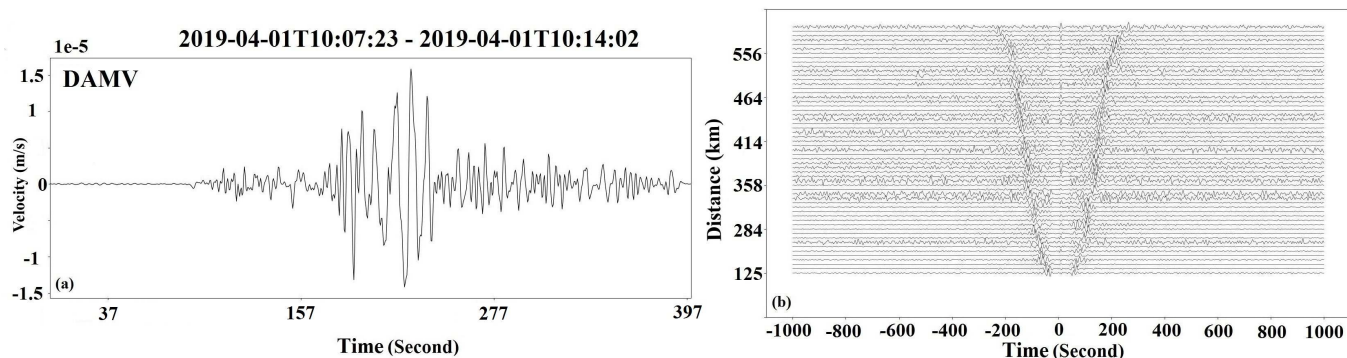 2019-04-01T10:07:23 - 2019-04-01T10:14:02
1e-5
DAMV
1.5
1
0
-1
-1.5
Velocity (m/s)
(a)
37 157 277 397
Time (Second)
556
464
414
358
284
125
Distance (km)
(b)
-1000 -800 -600 -400 -200 0 200 400 600 800 1000
Time (Second)